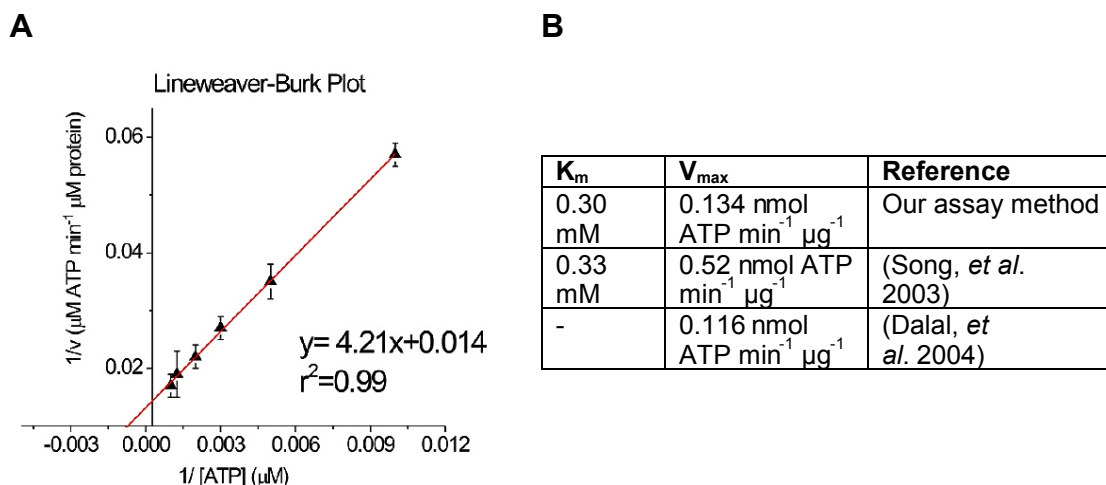 A
B
Lineweaver-Burk Plot
1/v (µM ATP min⁻¹ µM protein)
0.06
0.04
0.02
y= 4.21x+0.014
r²=0.99
-0.003 0.000 0.003 0.006 0.009 0.012
1/ [ATP] (µM)
Kₘ Vₘₐₓ Reference
0.30 mM 0.134 nmol ATP min⁻¹ µg⁻¹ Our assay method
0.33 mM 0.52 nmol ATP min⁻¹ µg⁻¹ (Song, et al. 2003)
- 0.116 nmol ATP min⁻¹ µg⁻¹ (Dalal, et al. 2004)